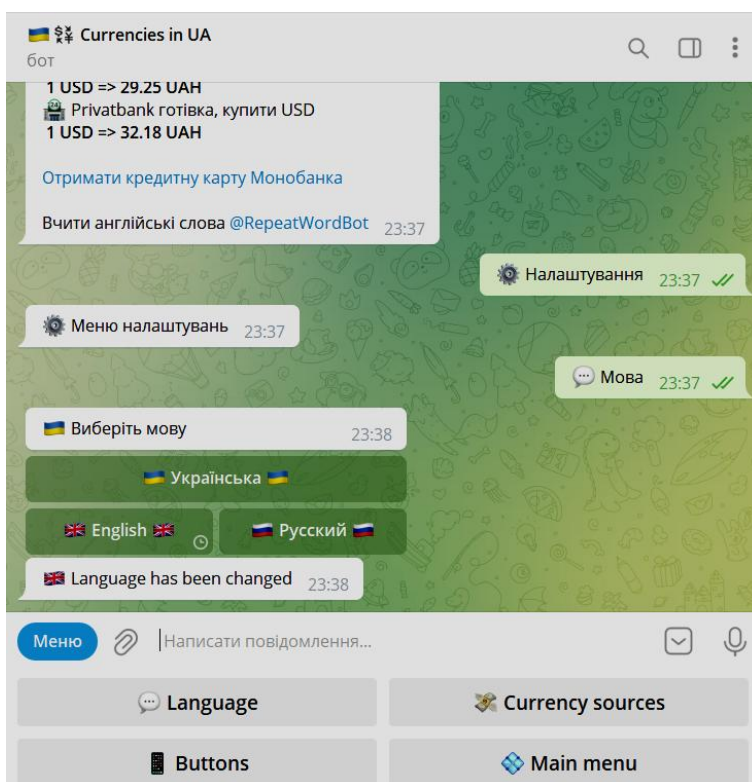 Currencies in UA
бот
1 USD => 29.25 UAH
Privatbank готівка, купити USD
1 USD => 32.18 UAH
Отримати кредитну карту Монобанка
Вчити англійські слова @RepeatWordBot 23:37
Налаштування 23:37
Меню налаштувань 23:37
Мова 23:37
Виберіть мову 23:38
Українська
English Русский
Language has been changed 23:38
Меню Написати повідомлення...
Language Currency sources
Buttons Main menu